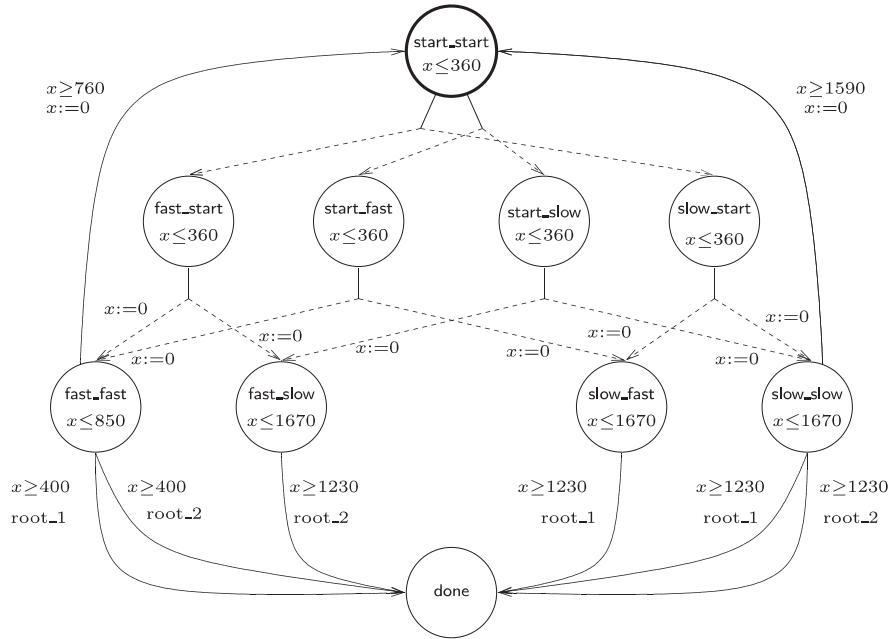 start_start
x≤360
x≥760
x:=0
x≥1590
x:=0
fast_start
x≤360
start_fast
x≤360
start_slow
x≤360
slow_start
x≤360
x:=0
x:=0
x:=0
x:=0
x:=0
x:=0
x:=0
x:=0
fast_fast
x≤850
fast_slow
x≤1670
slow_fast
x≤1670
slow_slow
x≤1670
x≥400
root_1
x≥400
root_2
x≥1230
root_2
x≥1230
root_1
x≥1230
root_1
x≥1230
root_2
done